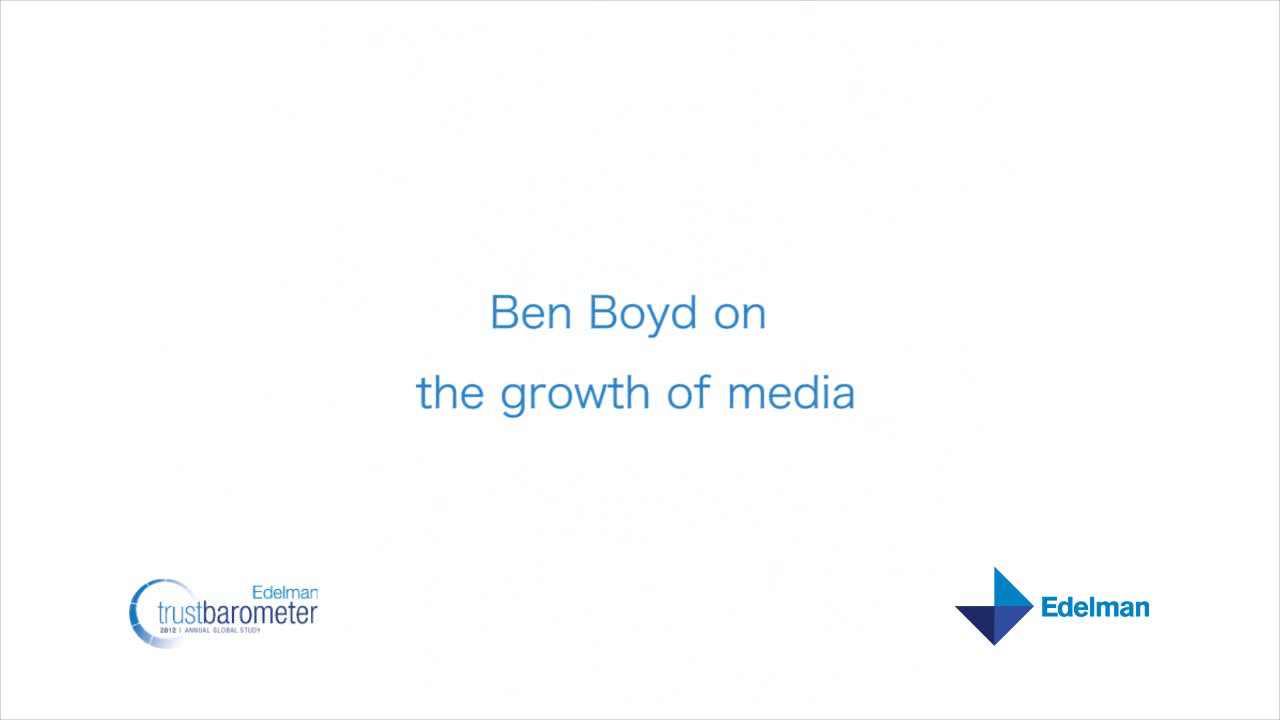 Ben Boyd on
the growth of media
Edelman
trustbarometer
2012 | ANNUAL GLOBAL STUDY
Edelman